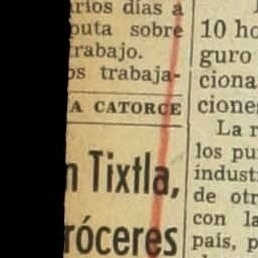 rios días a
puta sobre
trabajo.
os trabaja-
A CATORCE
n Tixtla,
róceres
10 ho
guro
ciona
cione
La r
los pu
indust
de otr
con la
país, p